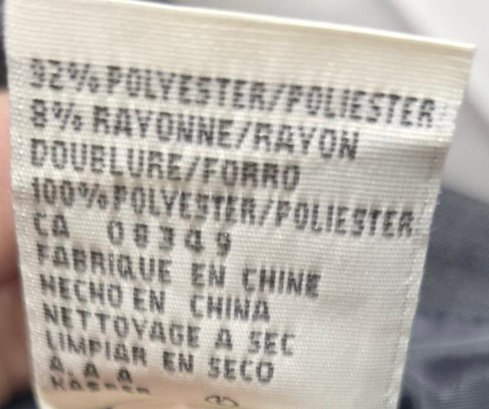 92% POLYESTER/POLIESTER
8% RAYONNE/RAYON
DOUBLURE/FORRO
100% POLYESTER/POLIESTER
CA 08349
FABRIQUE EN CHINE
HECHO EN CHINA
NETTOYAGE A SEC
LIMPIAR EN SECO
A.A A